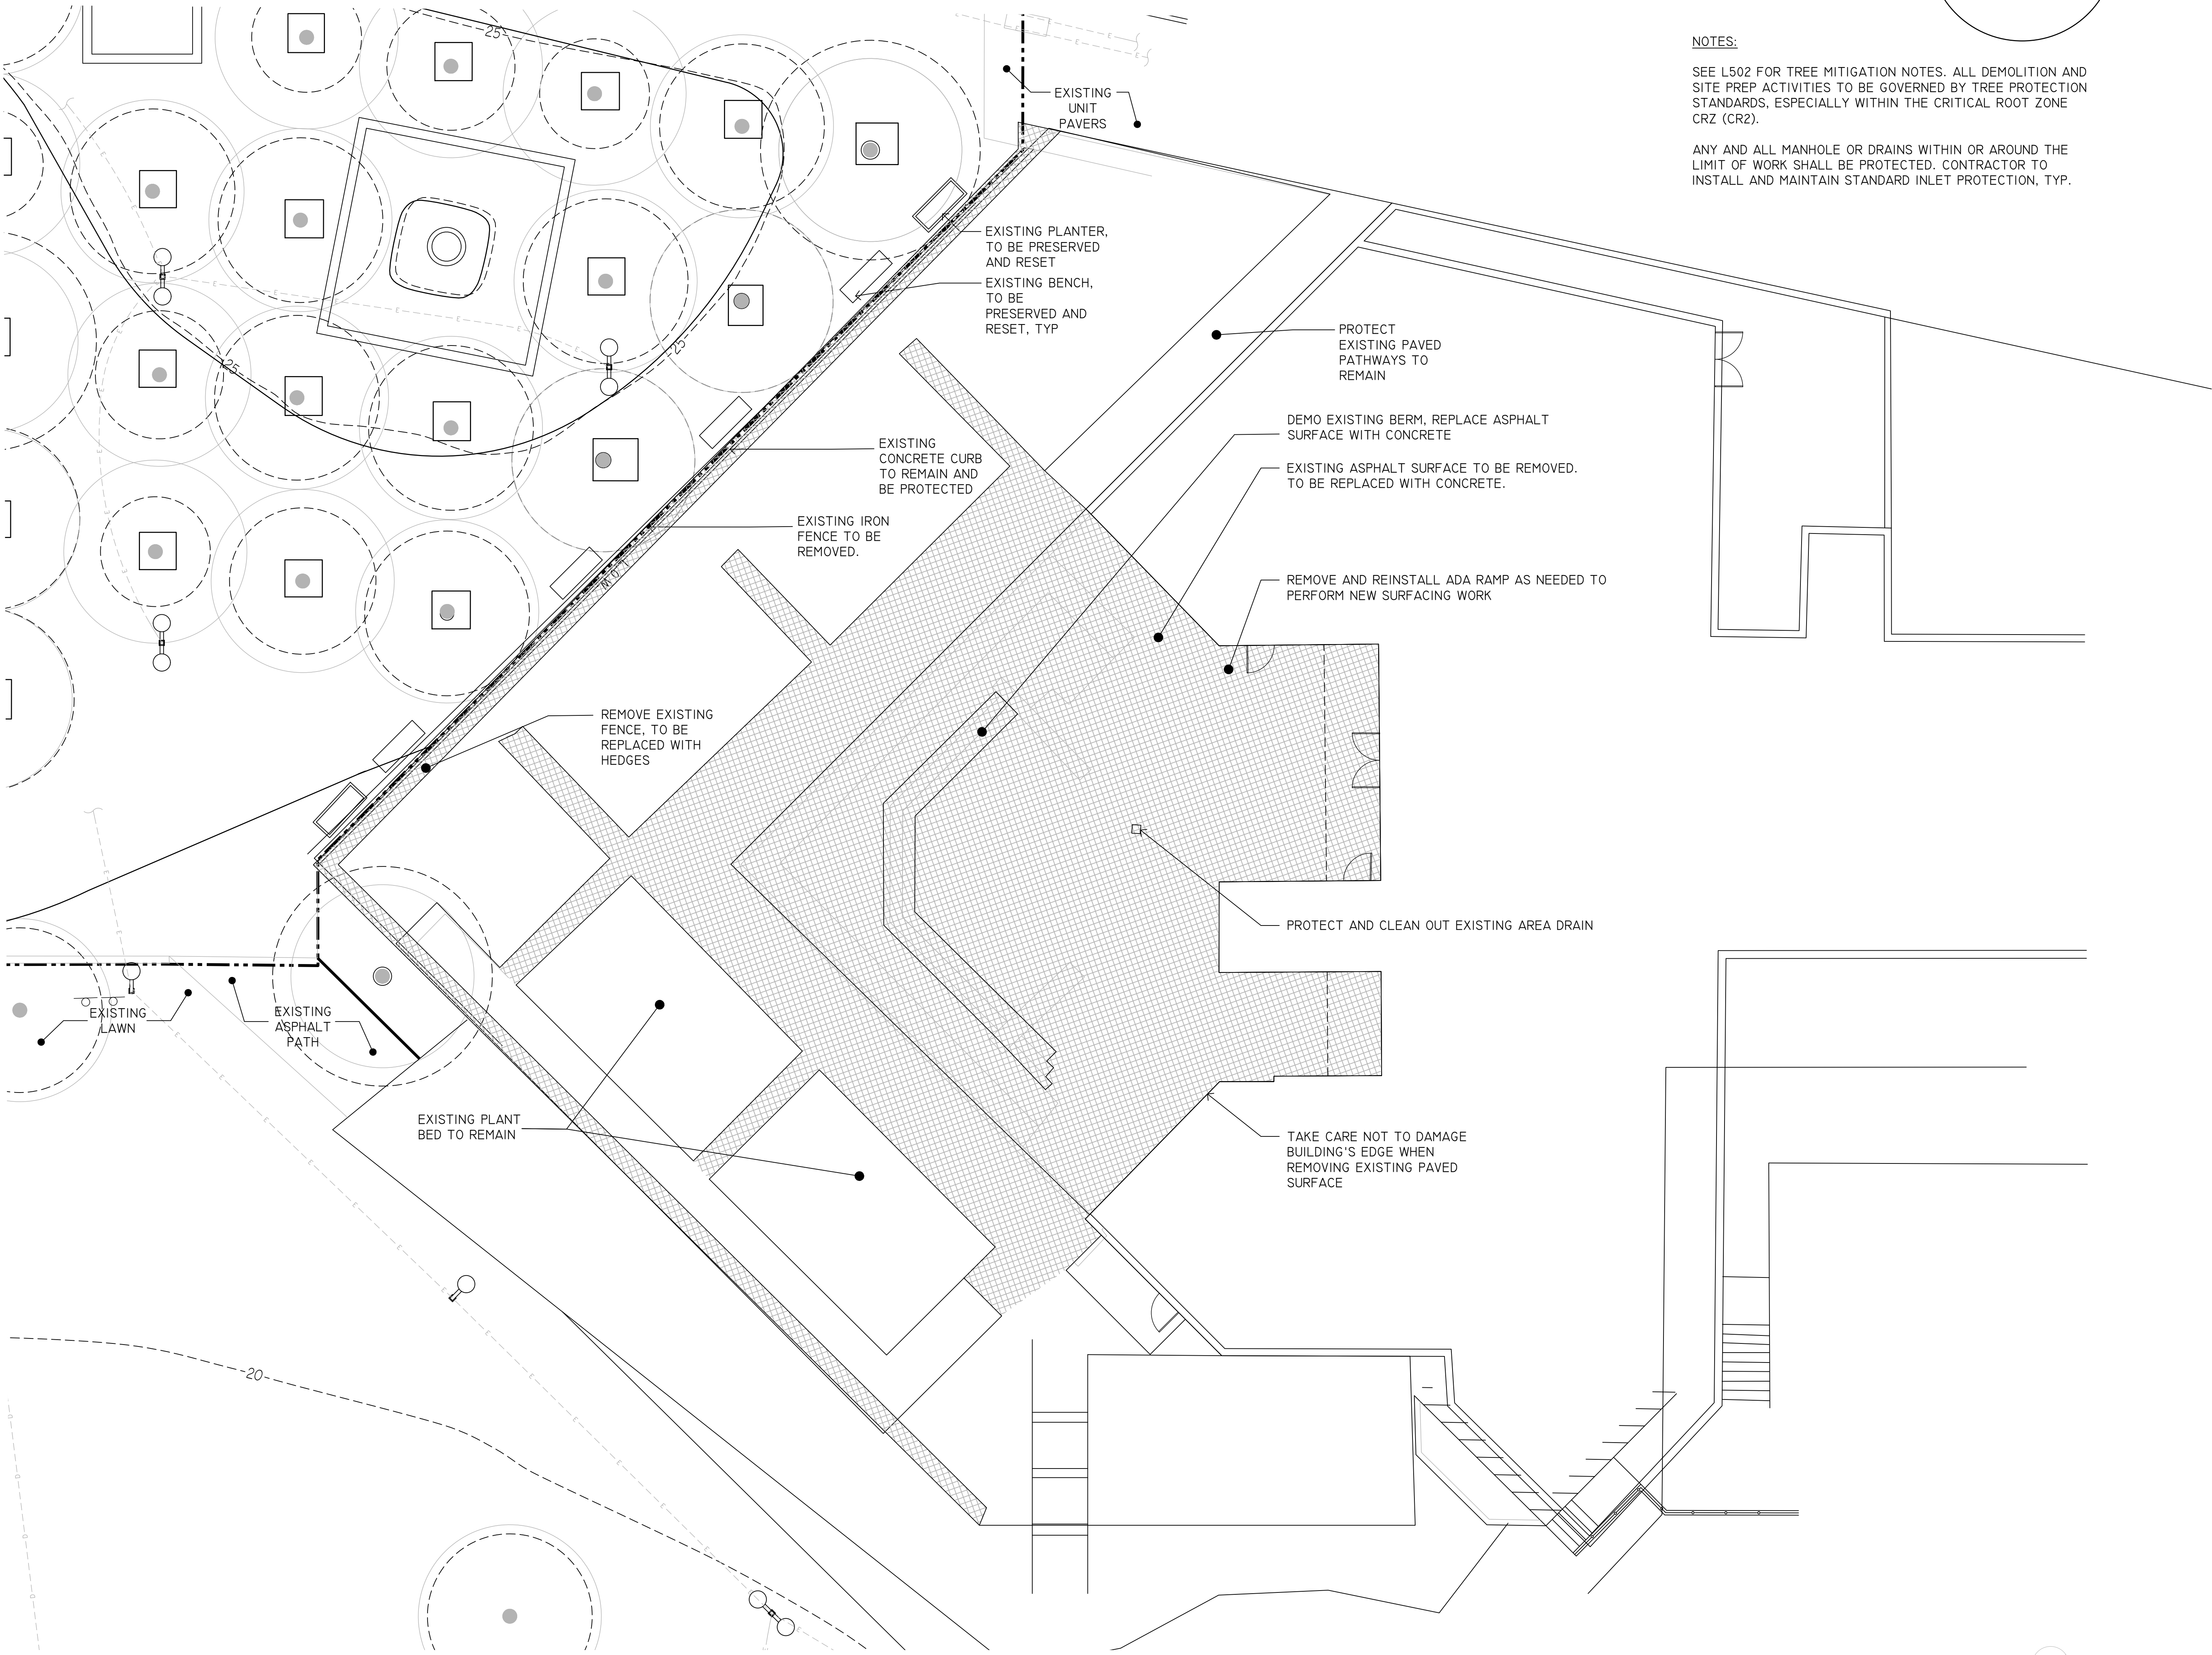 NOTES:
SEE L502 FOR TREE MITIGATION NOTES. ALL DEMOLITION AND
SITE PREP ACTIVITIES TO BE GOVERNED BY TREE PROTECTION
STANDARDS, ESPECIALLY WITHIN THE CRITICAL ROOT ZONE
CRZ (CR2).
ANY AND ALL MANHOLE OR DRAINS WITHIN OR AROUND THE
LIMIT OF WORK SHALL BE PROTECTED. CONTRACTOR TO
INSTALL AND MAINTAIN STANDARD INLET PROTECTION, TYP.
25
EXISTING
UNIT
PAVERS
EXISTING PLANTER,
TO BE PRESERVED
AND RESET
EXISTING BENCH,
TO BE
PRESERVED AND
RESET, TYP
25
25
PROTECT
EXISTING PAVED
PATHWAYS TO
REMAIN
DEMO EXISTING BERM, REPLACE ASPHALT
SURFACE WITH CONCRETE
EXISTING
CONCRETE CURB
TO REMAIN AND
BE PROTECTED
EXISTING ASPHALT SURFACE TO BE REMOVED.
TO BE REPLACED WITH CONCRETE.
EXISTING IRON
FENCE TO BE
REMOVED.
REMOVE AND REINSTALL ADA RAMP AS NEEDED TO
PERFORM NEW SURFACING WORK
REMOVE EXISTING
FENCE, TO BE
REPLACED WITH
HEDGES
PROTECT AND CLEAN OUT EXISTING AREA DRAIN
EXISTING
LAWN
EXISTING
ASPHALT
PATH
EXISTING PLANT
BED TO REMAIN
TAKE CARE NOT TO DAMAGE
BUILDING'S EDGE WHEN
REMOVING EXISTING PAVED
SURFACE
20